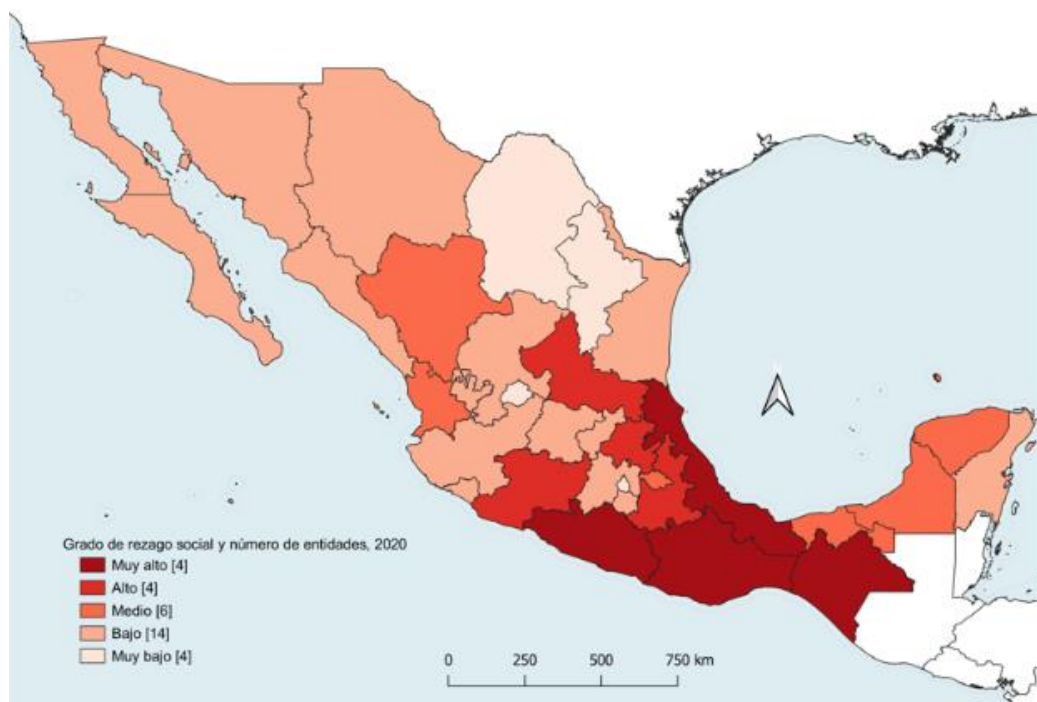 Grado de rezago social y número de entidades, 2020
Muy alto [4]
Alto [4]
Medio [6]
Bajo [14]
Muy bajo [4]
0 250 500 750 km